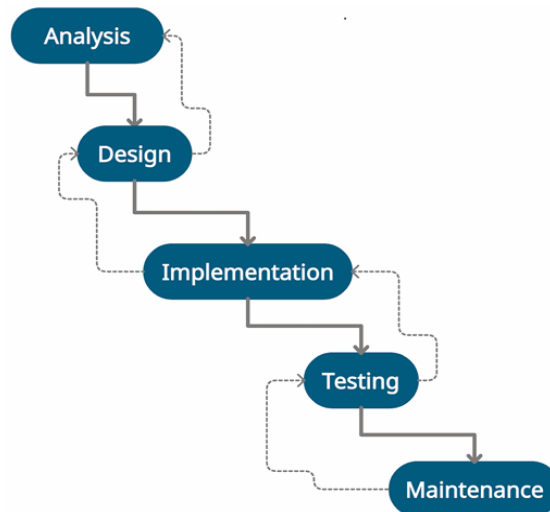 Analysis
Design
Implementation
Testing
Maintenance